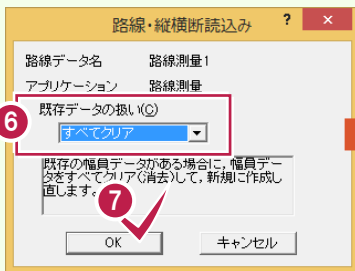 路線・縦横断読込み ? ×
路線データ名 路線測量1
アプリケーション 路線測量
既存データの扱い(C)
6
すべてクリア
既存の幅員データがある場合に，幅員デー
タをすべてクリア(消去)して，新規に作成し
直します。
7
OK キャンセル